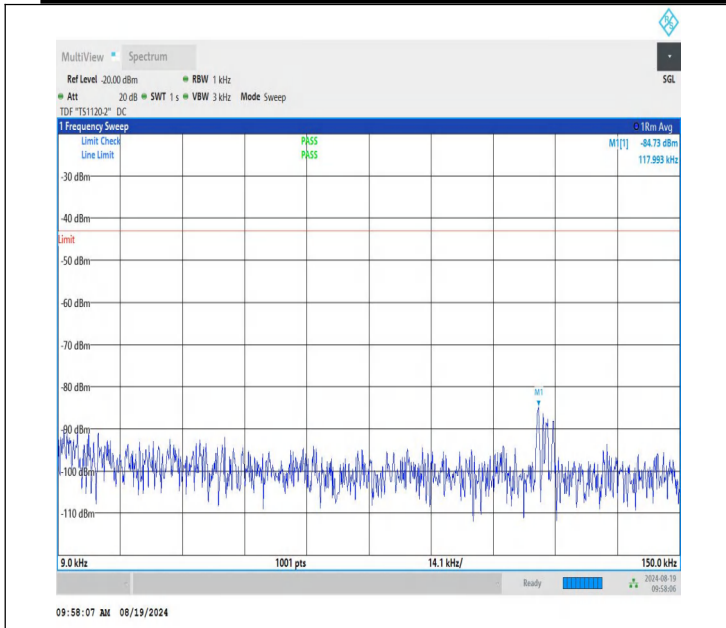 MultiView Spectrum
Ref Level -20.00 dBm RBW 1 kHz SGL
Att 20 dB SWT 1 s VBW 3 kHz Mode Sweep
TDF "TS1120-2" DC
1 Frequency Sweep 1Rm Avg
Limit Check PASS M1[1] -84.73 dBm
Line Limit PASS 117.993 kHz
-30 dBm
-40 dBm
Limit
-50 dBm
-60 dBm
-70 dBm
-80 dBm
M1
-90 dBm
-100 dBm
-110 dBm
9.0 kHz 1001 pts 14.1 kHz/ 150.0 kHz
Ready 2024-08-19
09:58:06
09:58:07 AM 08/19/2024